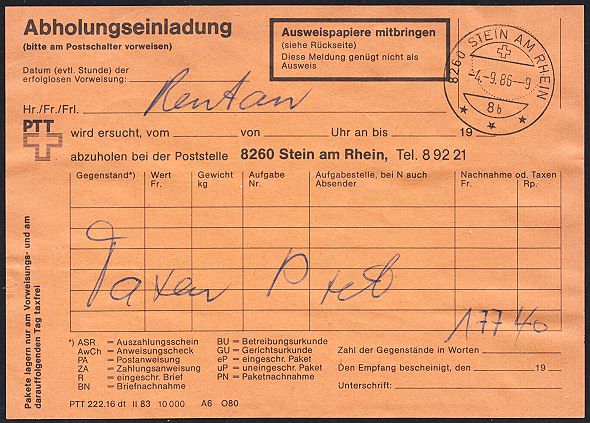 Abholungseinladung
(bitte am Postschalter vorweisen)
Ausweispapiere mitbringen
(siehe Rückseite)
Diese Meldung genügt nicht als
Ausweis
8260 STEIN AM RHEIN
-4.-9.86--9
8b
Datum (evtl. Stunde) der
erfolglosen Vorweisung:
Hr./Fr./Frl.
PTT wird ersucht, vom von Uhr an bis 19
abzuholen bei der Poststelle 8260 Stein am Rhein, Tel. 8 92 21
Gegenstand*) Wert Gewicht Aufgabe Aufgabestelle, bei N auch Nachnahme od. Taxen
Fr. kg Nr. Absender Fr. Rp.
Taxen
177 40
Pakete lagern nur am Vorweisungs- und am
darauffolgenden Tag taxfrei
*) ASR = Auszahlungsschein BU = Betreibungsurkunde
AwCh = Anweisungscheck GU = Gerichtsurkunde Zahl der Gegenstände in Worten
PA = Postanweisung eP = eingeschr. Paket
ZA = Zahlungsanweisung uP = uneingeschr. Paket Den Empfang bescheinigt, den 19
R = eingeschr. Brief PN = Paketnachnahme
BN = Briefnachnahme Unterschrift:
PTT 222.16 dt II 83 10 000 A6 O80